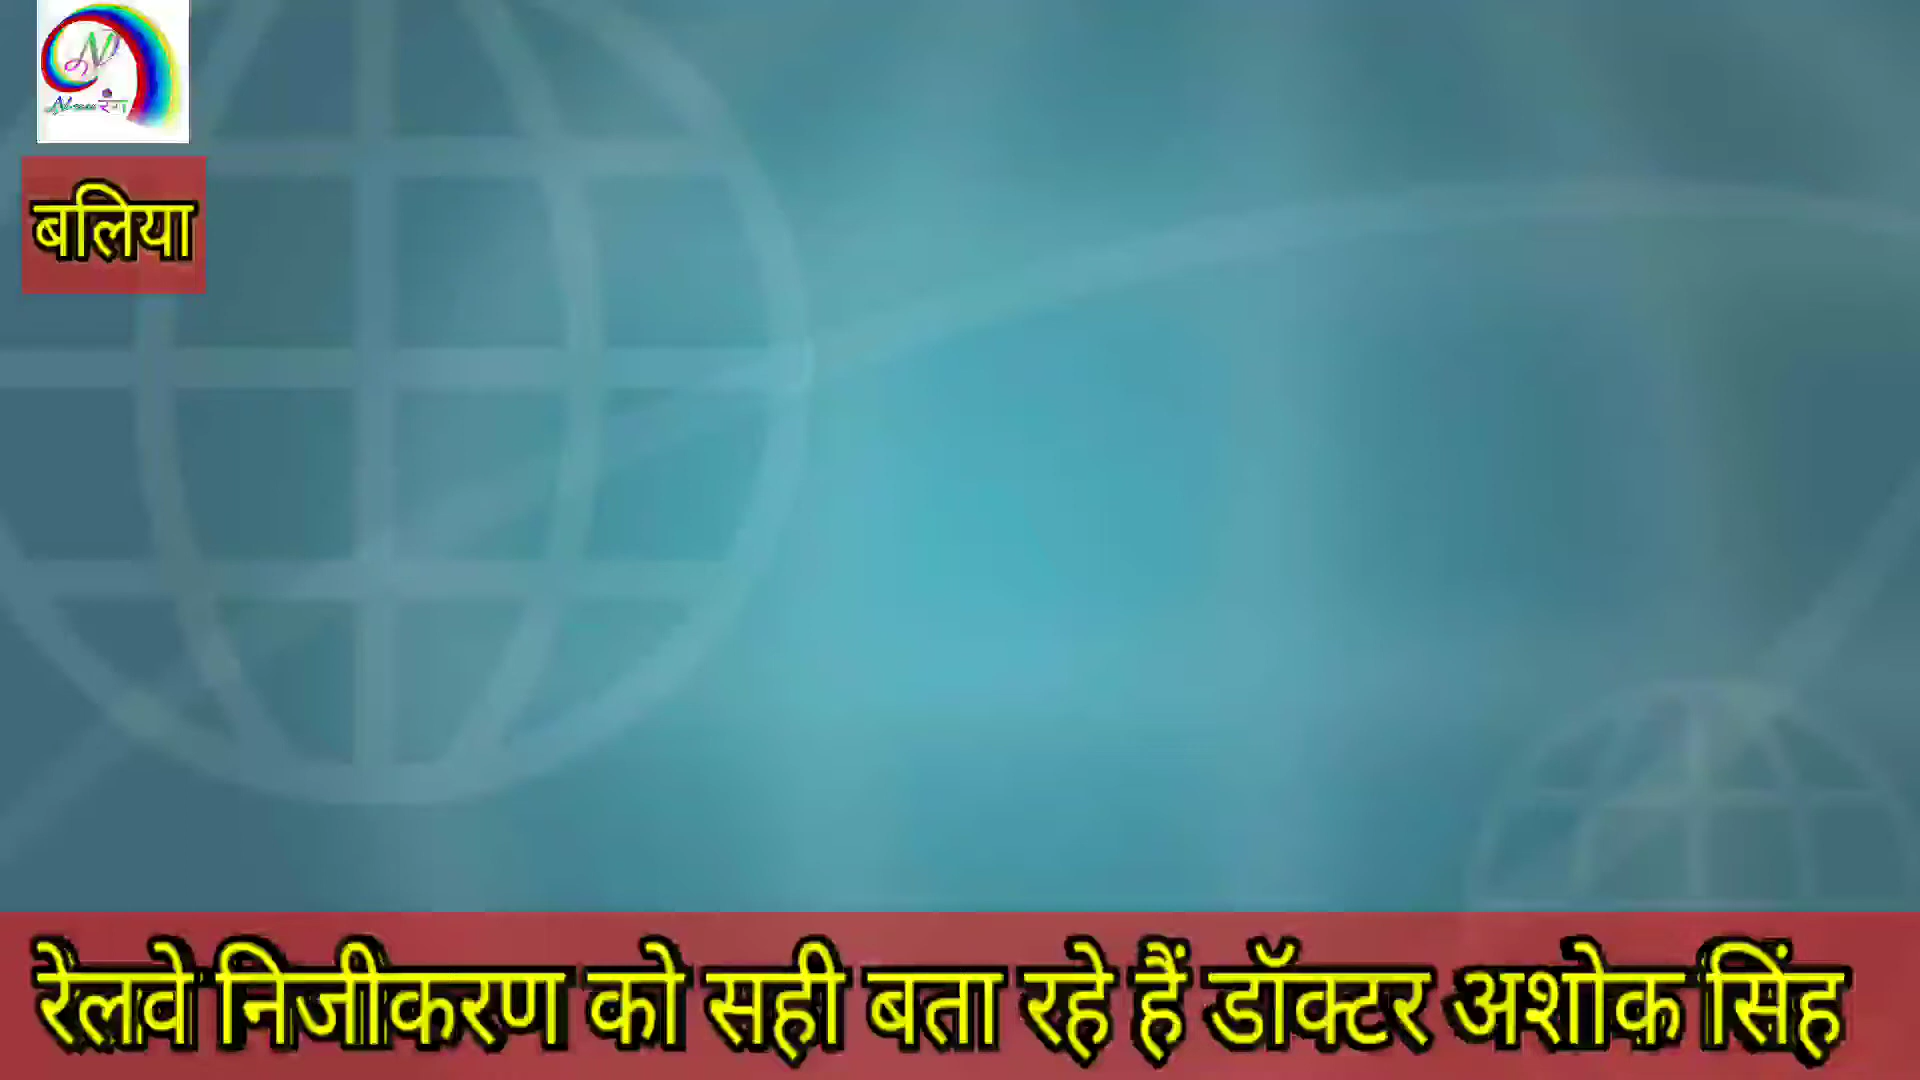 बलिया
रेलवे निजीकरण को सही बता रहे हैं डॉक्टर अशोक सिंह